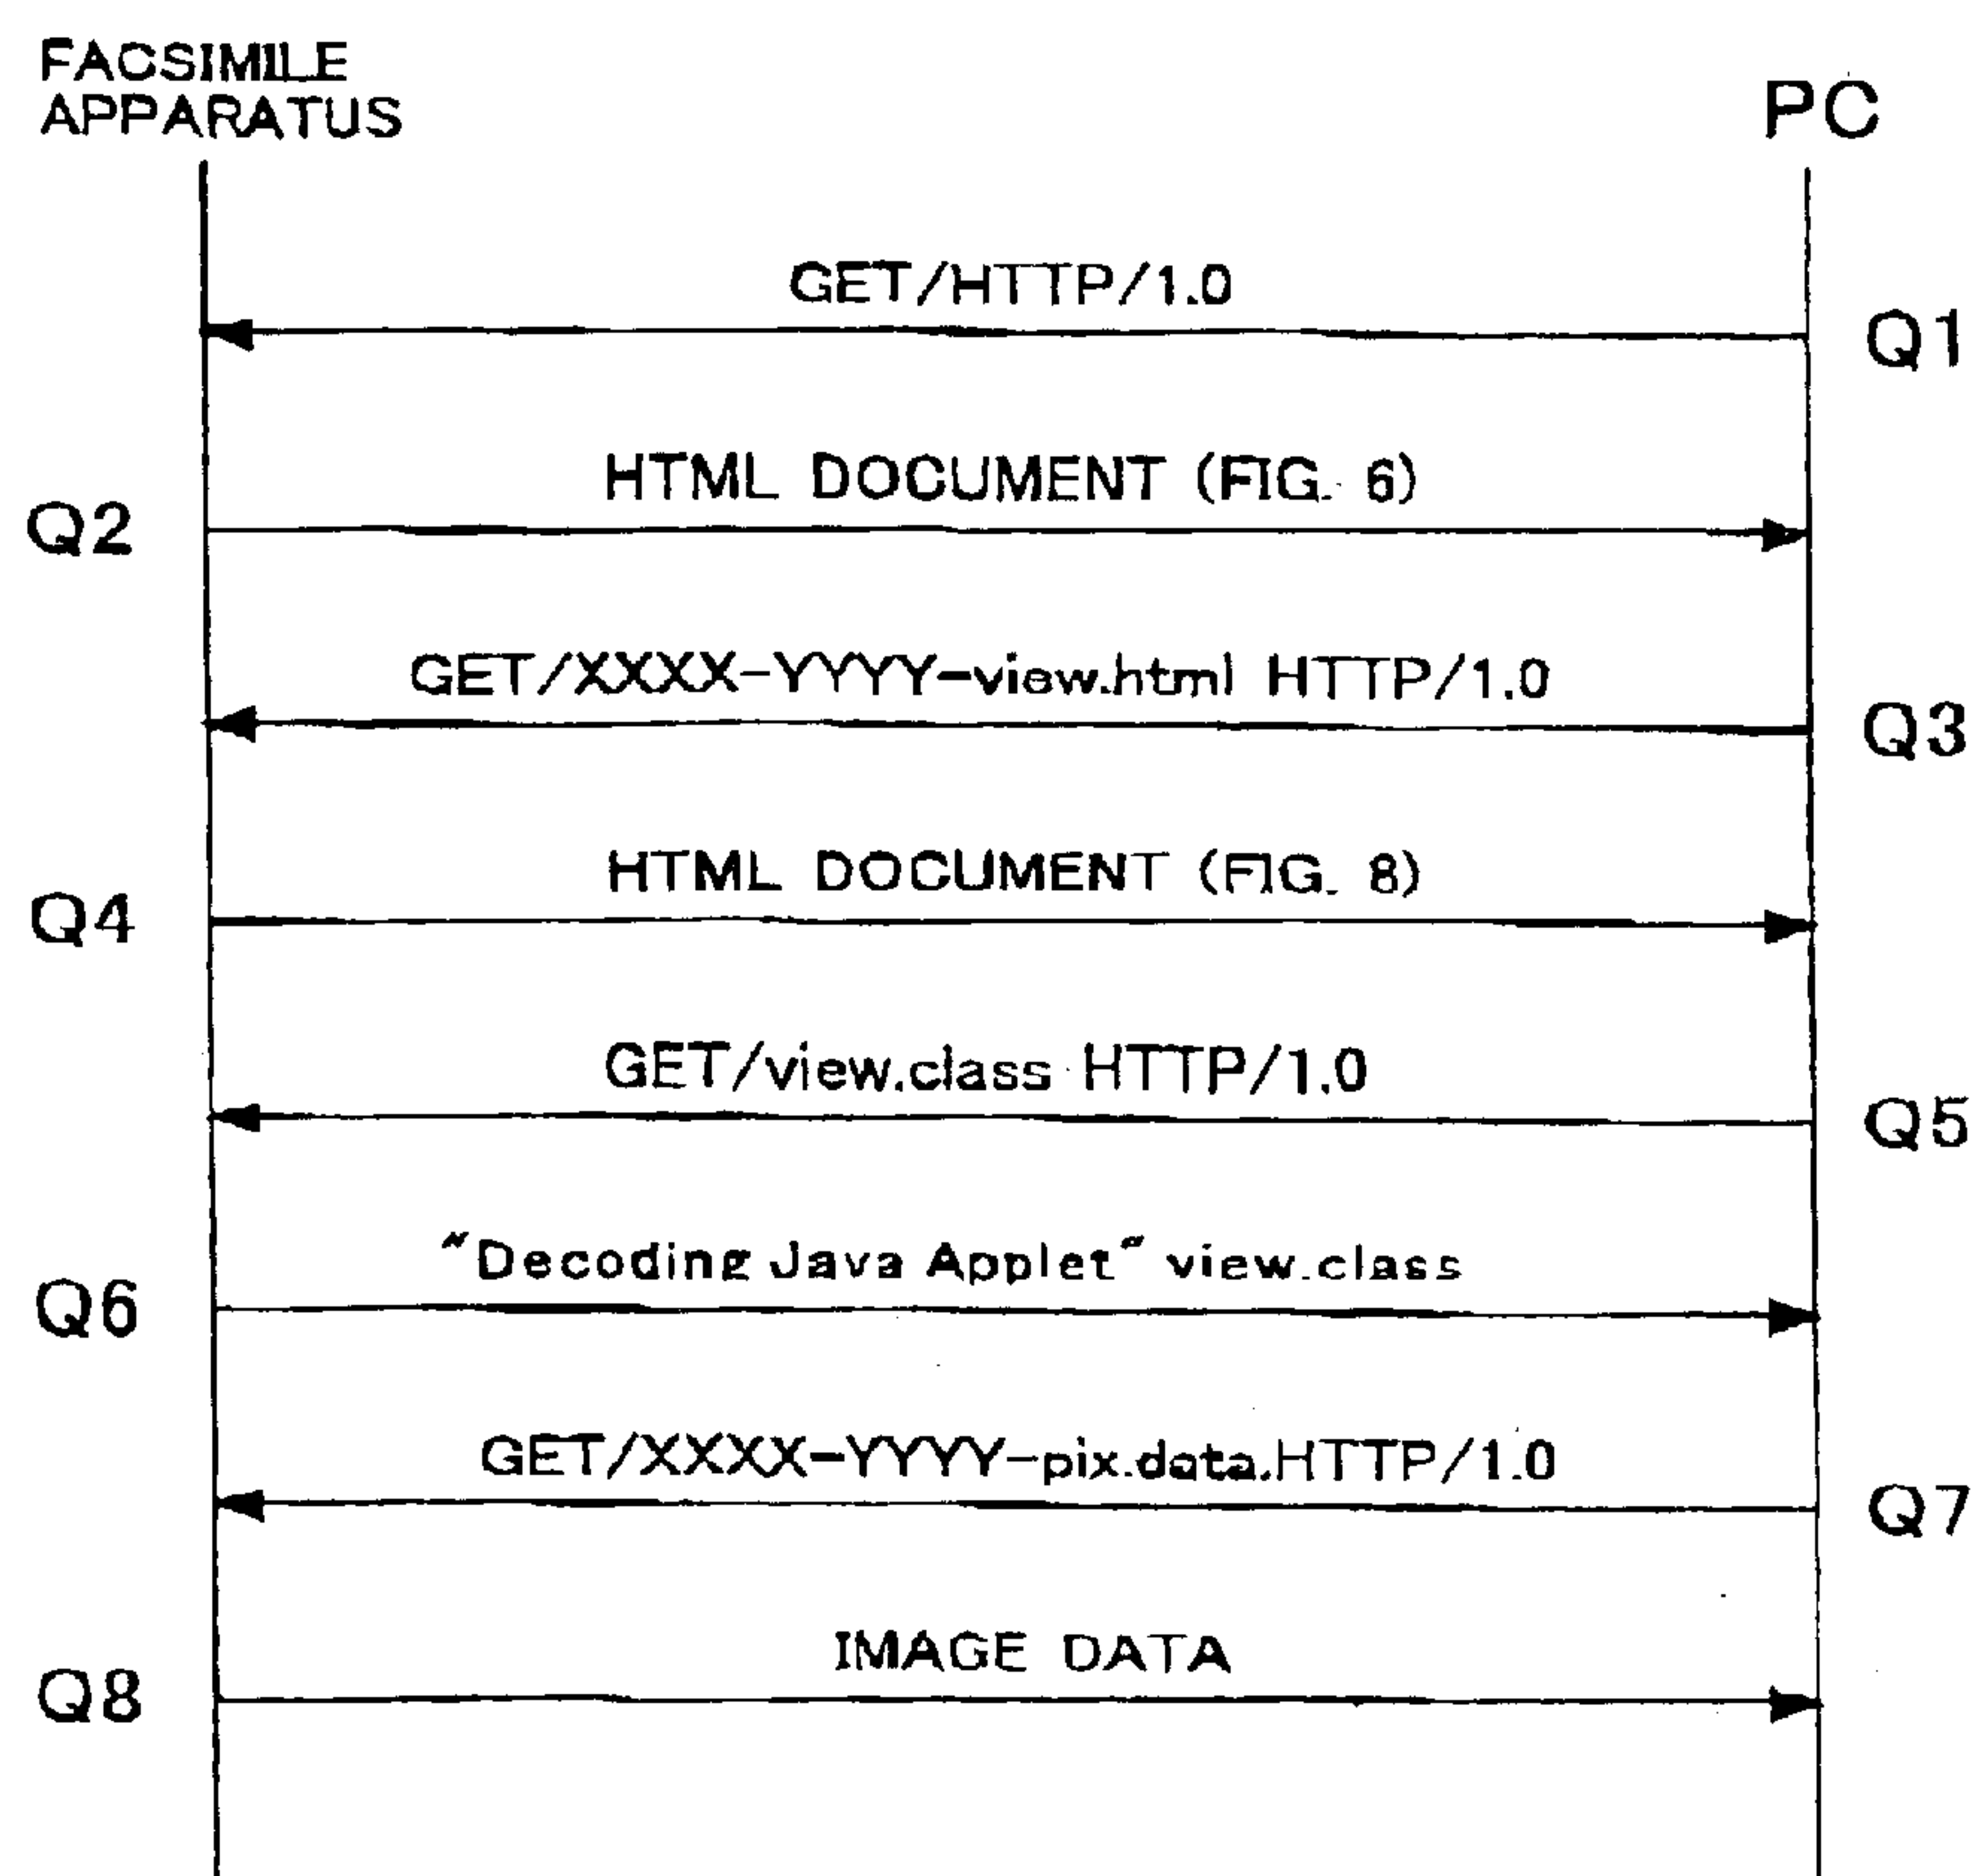 FACSIMILE
APPARATUS
PC
GET/HTTP/1.0
Q1
HTML DOCUMENT (FIG. 6)
Q2
GET/XXXX-YYYY-view.html HTTP/1.0
Q3
HTML DOCUMENT (FIG. 8)
Q4
GET/view.class HTTP/1.0
Q5
"Decoding Java Applet" view.class
Q6
GET/XXXX-YYYY-pix.data.HTTP/1.0
Q7
IMAGE DATA
Q8